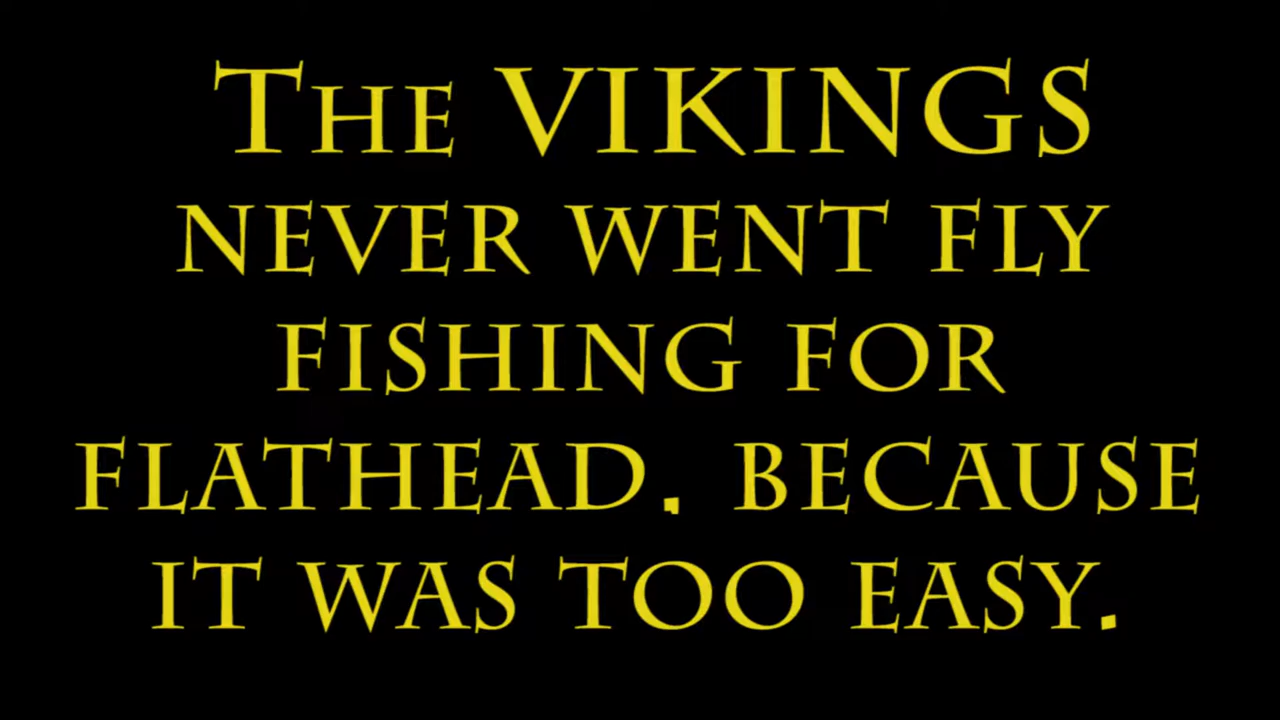 The VIKINGS
NEVER WENT FLY
FISHING FOR
FLATHEAD. BECAUSE
IT WAS TOO EASY.